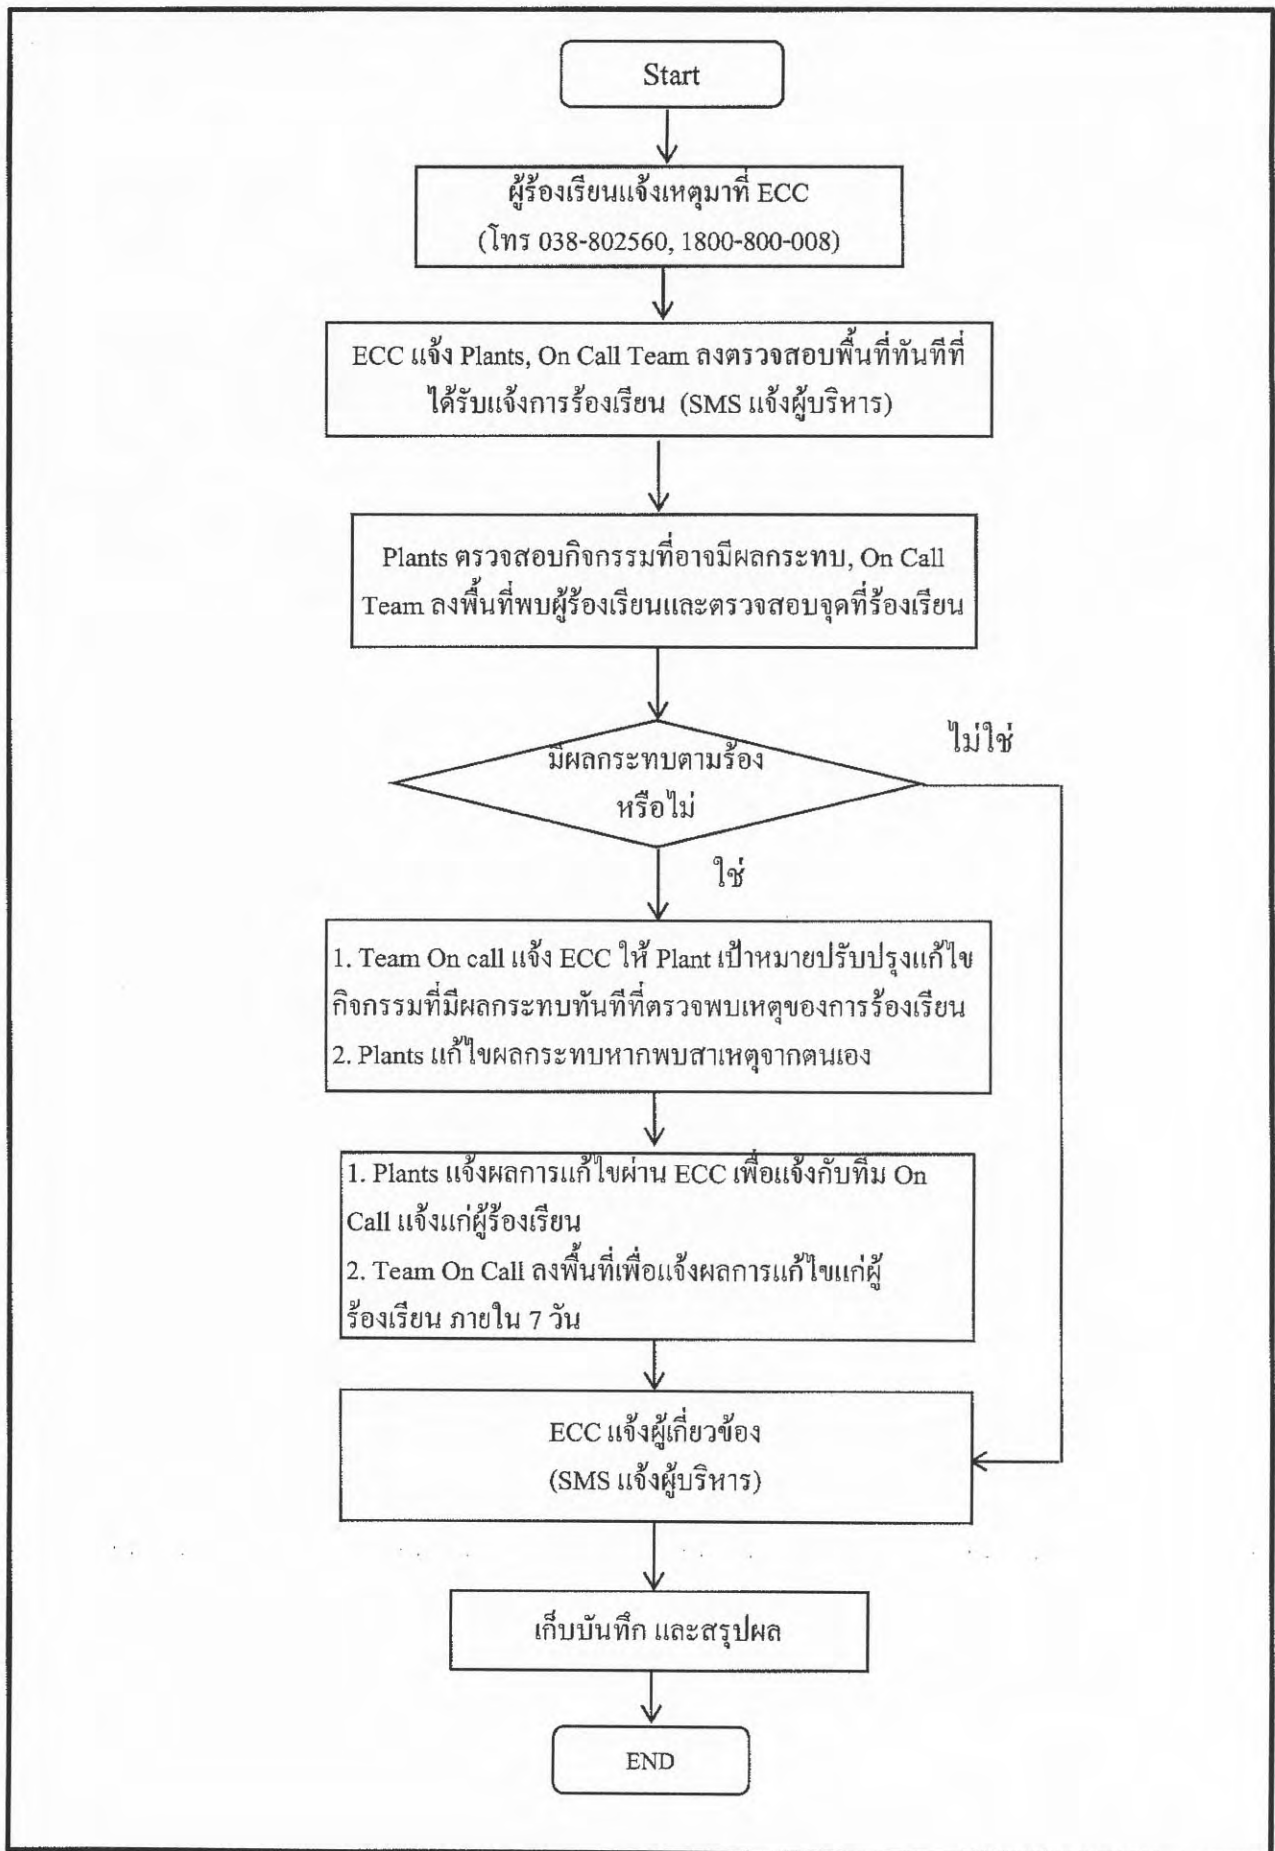 Start
ผู้ร้องเรียนแจ้งเหตุมาที่ ECC
(โทร 038-802560, 1800-800-008)
ECC แจ้ง Plants, On Call Team ลงตรวจสอบพื้นที่ทันทีที่
ได้รับแจ้งการร้องเรียน (SMS แจ้งผู้บริหาร)
Plants ตรวจสอบกิจกรรมที่อาจมีผลกระทบ, On Call
Team ลงพื้นที่พบผู้ร้องเรียนและตรวจสอบจุดที่ร้องเรียน
มีผลกระทบตามร้อง
หรือไม่
ไม่ใช่
ใช่
1. Team On call แจ้ง ECC ให้ Plant เป้าหมายปรับปรุงแก้ไข
กิจกรรมที่มีผลกระทบทันทีที่ตรวจพบเหตุของการร้องเรียน
2. Plants แก้ไขผลกระทบหากพบสาเหตุจากตนเอง
1. Plants แจ้งผลการแก้ไขผ่าน ECC เพื่อแจ้งกับทีม On
Call แจ้งแก่ผู้ร้องเรียน
2. Team On Call ลงพื้นที่เพื่อแจ้งผลการแก้ไขแก่ผู้
ร้องเรียน ภายใน 7 วัน
ECC แจ้งผู้เกี่ยวข้อง
(SMS แจ้งผู้บริหาร)
เก็บบันทึก และสรุปผล
END